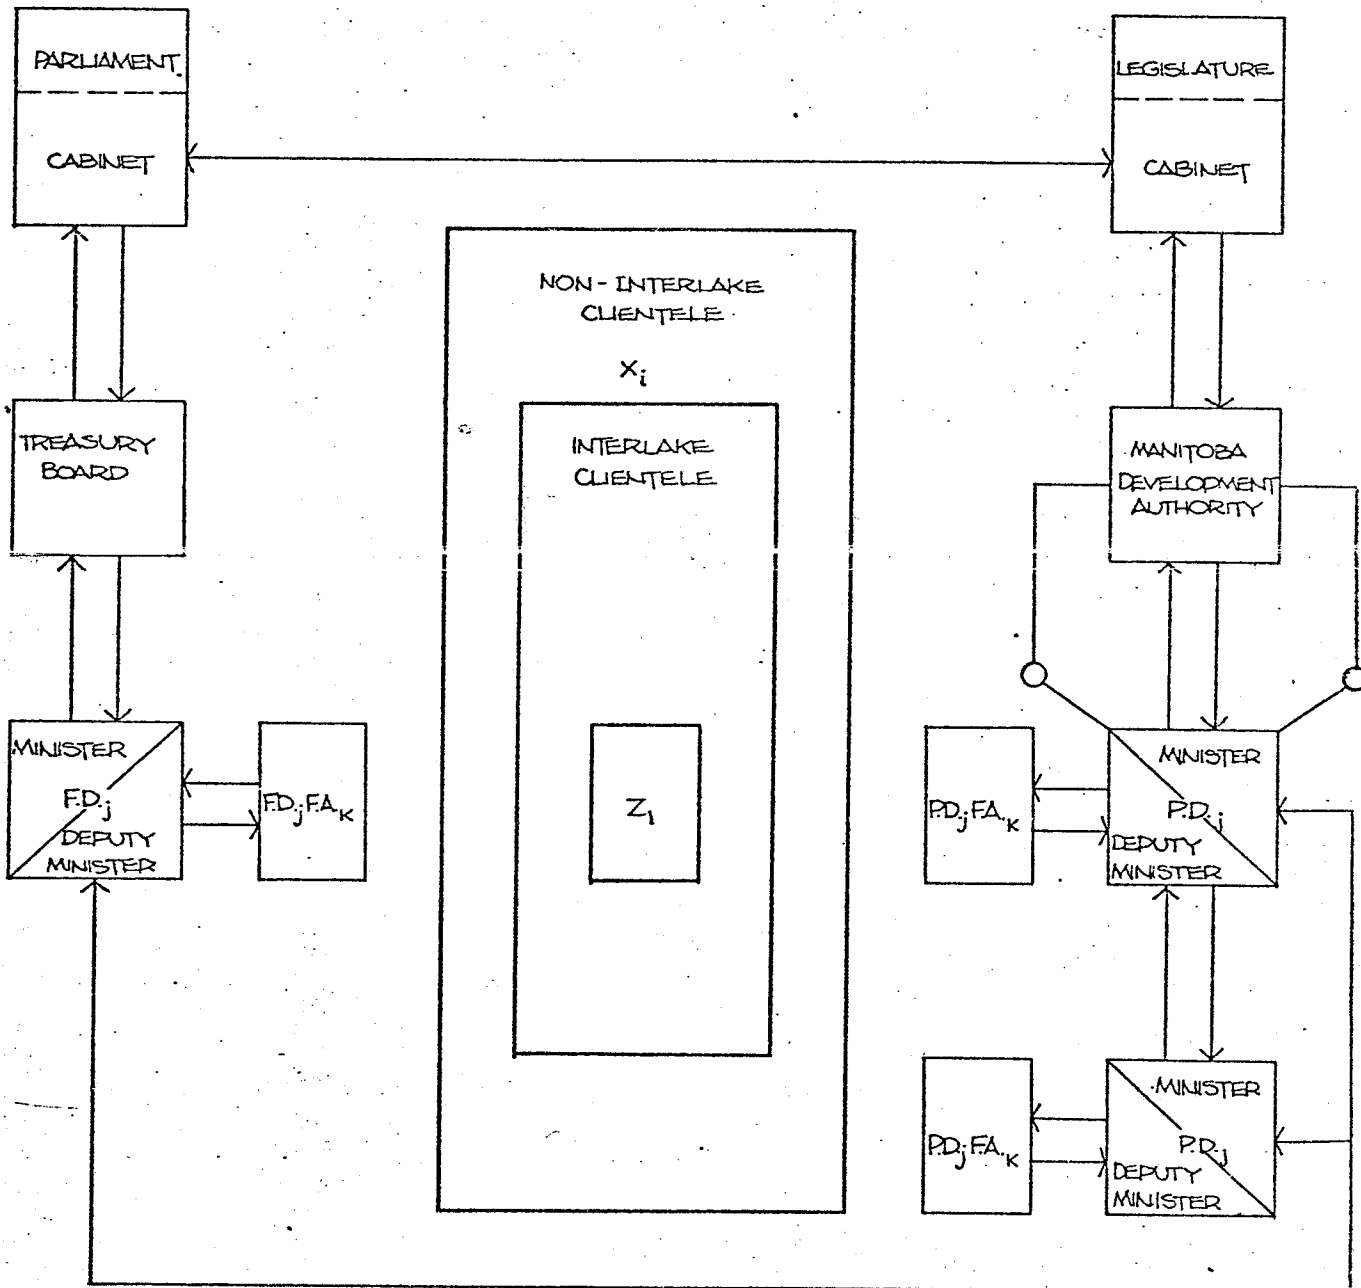 PARLIAMENT
CABINET
LEGISLATURE
CABINET
NON-INTERLAKE
CLIENTELE
Xi
INTERLAKE
CLIENTELE
Z1
TREASURY
BOARD
MANITOBA
DEVELOPMENT
AUTHORITY
MINISTER
F.D.j
DEPUTY
MINISTER
F.D.j F.A.K
P.D.j F.A.K
MINISTER
P.D.j
DEPUTY
MINISTER
P.D.j F.A.K
MINISTER
P.D.j
DEPUTY
MINISTER